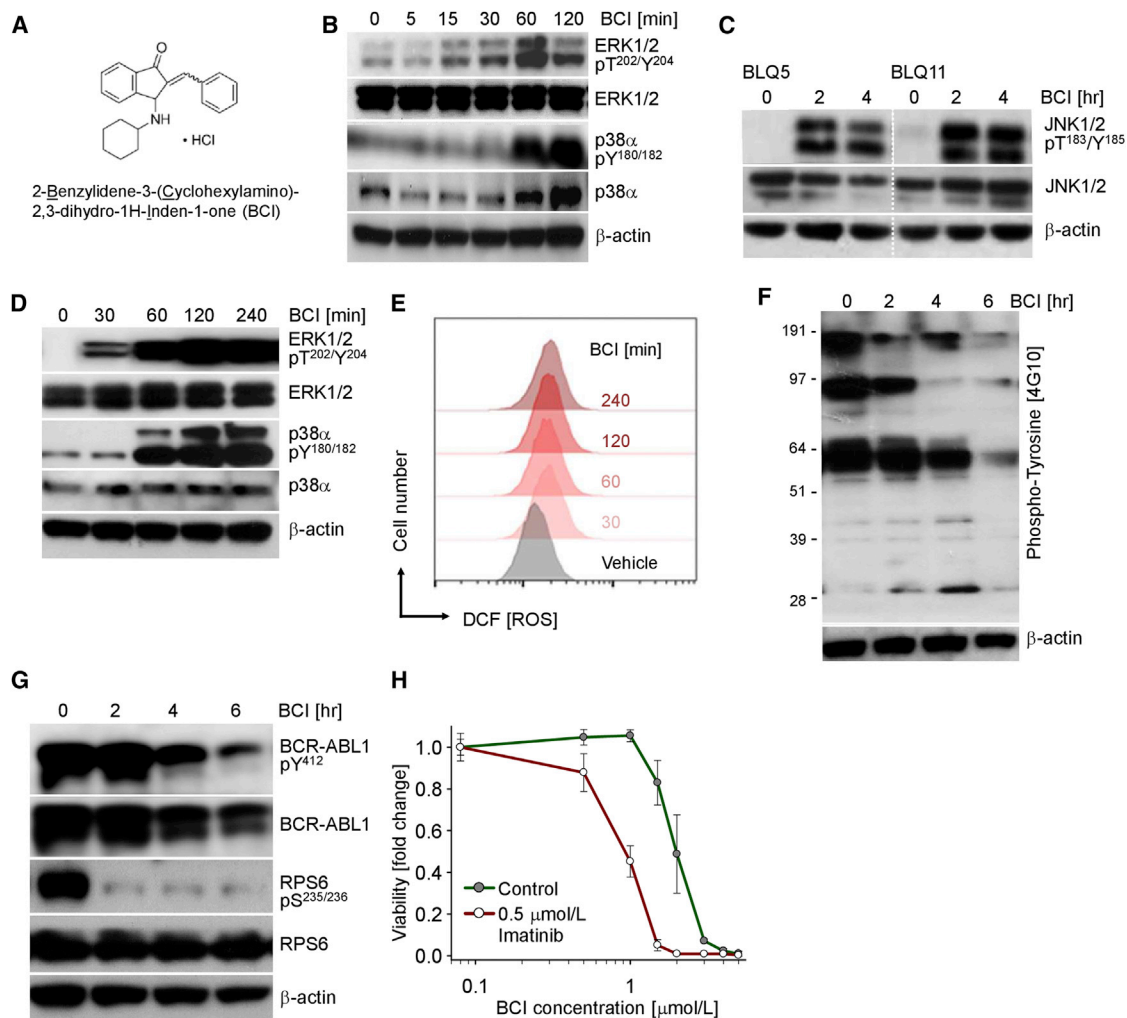 A
O
NH
• HCl
2-Benzylidene-3-(Cyclohexylamino)-
2,3-dihydro-1H-Inden-1-one (BCI)
B
0 5 15 30 60 120 BCI [min]
ERK1/2
pT202/Y204
ERK1/2
p38α
pY180/182
p38α
β-actin
C
BLQ5 BLQ11
0 2 4 0 2 4 BCI [hr]
JNK1/2
pT183/Y185
JNK1/2
β-actin
D
0 30 60 120 240 BCI [min]
ERK1/2
pT202/Y204
ERK1/2
p38α
pY180/182
p38α
β-actin
E
BCI [min]
240
120
60
30
Vehicle
Cell number
DCF [ROS]
F
0 2 4 6 BCI [hr]
191
97
64
51
39
28
Phospho-Tyrosine [4G10]
β-actin
G
0 2 4 6 BCI [hr]
BCR-ABL1
pY412
BCR-ABL1
RPS6
pS235/236
RPS6
β-actin
H
Viability [fold change]
1.0
0.8
0.6
0.4
0.2
0.0
Control
0.5 μmol/L
Imatinib
0.1 1
BCI concentration [μmol/L]